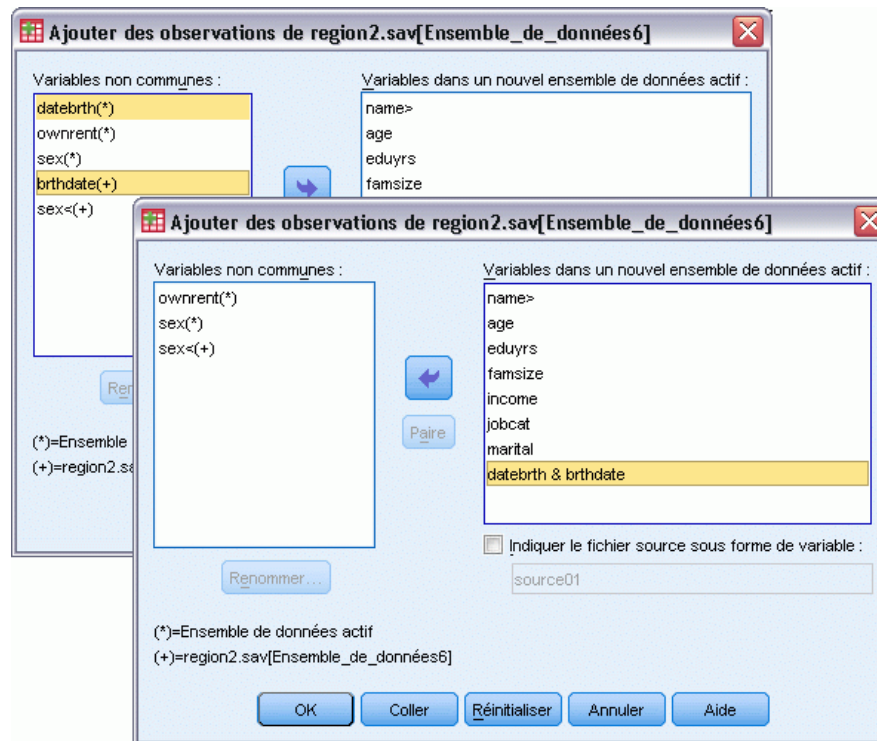 Ajouter des observations de region2.sav[Ensemble_de_données6]
Variables non communes :
datebrth(*)
ownrent(*)
sex(*)
brthdate(+)
sex<(+)
Variables dans un nouvel ensemble de données actif :
name>
age
eduyrs
famsize
(*)=Ensemble
Ajouter des observations de region2.sav[Ensemble_de_données6]
Variables non communes :
ownrent(*)
sex(*)
sex<(+)
Renommer...
Paire
Variables dans un nouvel ensemble de données actif :
name>
age
eduyrs
famsize
income
jobcat
marital
datebrth & brthdate
Indiquer le fichier source sous forme de variable :
source01
(*)=Ensemble de données actif
(+)=region2.sav[Ensemble_de_données6]
OK Coller Réinitialiser Annuler Aide